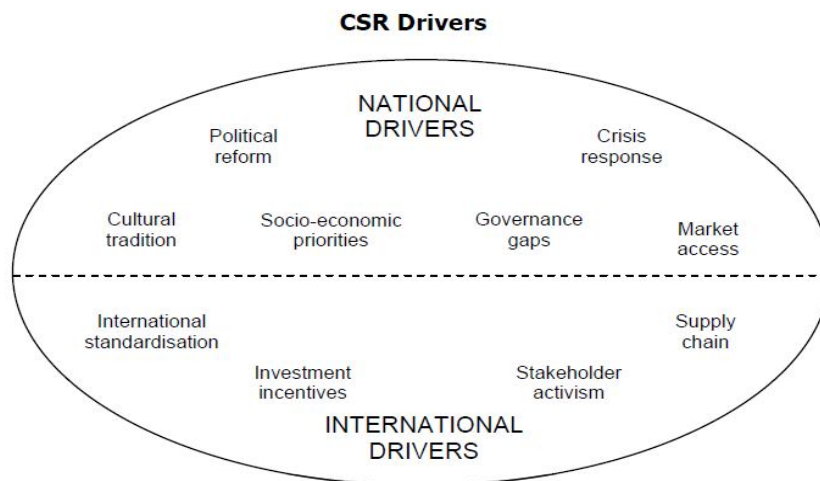 CSR Drivers
NATIONAL
DRIVERS
Political
reform
Crisis
response
Cultural
tradition
Socio-economic
priorities
Governance
gaps
Market
access
International
standardisation
Supply
chain
Investment
incentives
Stakeholder
activism
INTERNATIONAL
DRIVERS